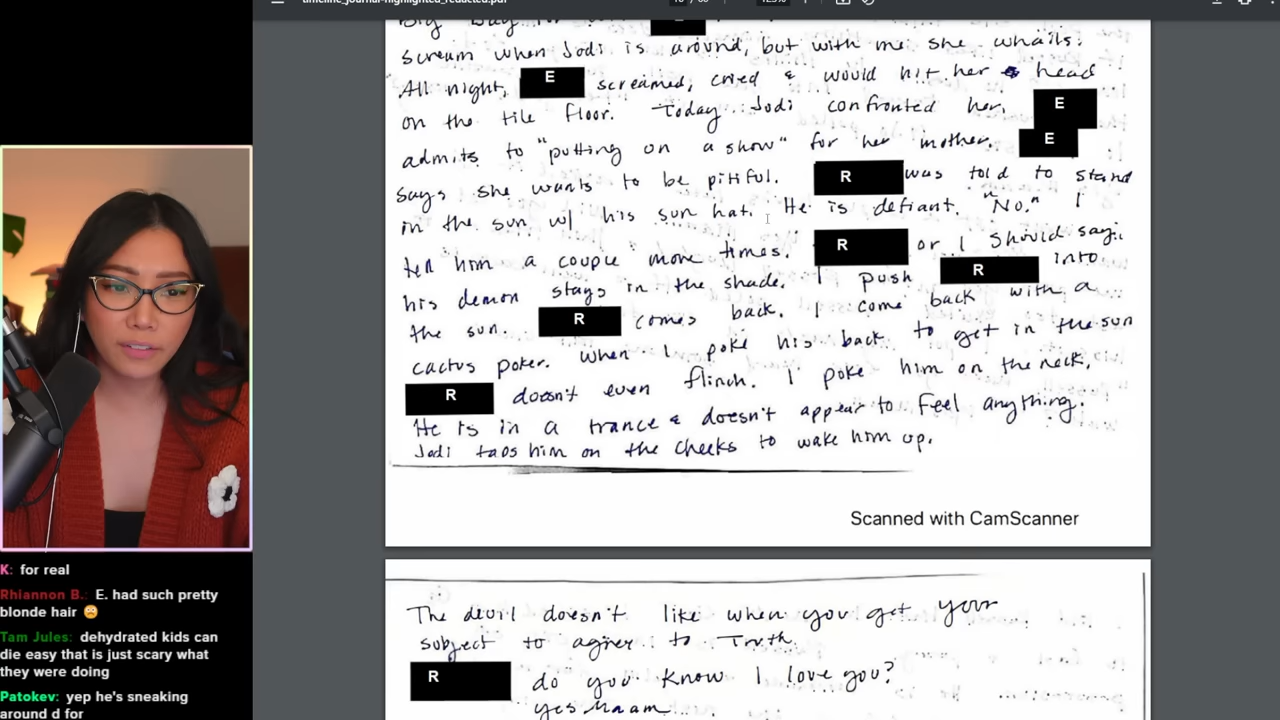 timeline_journal-highlighted_redacted.pdf
Big Day for
scream when Jodi is around, but with me she whails.
All night, E screamed, cried & would hit her head
on the tile floor. Today Jodi confronted her. E
admits to "putting on a show" for her mother. E
says she wants to be pitiful. R was told to stand
in the sun w/ his sun hat. He is defiant. "No." I
tell him a couple more times. R or I should say,
his demon stays in the shade. I push R into
the sun. R comes back. I come back with a
cactus poker. When I poke his back to get in the sun
R doesn't even flinch. I poke him on the neck.
He is in a trance & doesn't appear to feel anything.
Jodi taps him on the cheeks to wake him up.
Scanned with CamScanner
The devil doesn't like when you get your
subject to agree to Truth.
R do you know I love you?
yes maam
K: for real
Rhiannon B.: E. had such pretty
blonde hair 😳
Tam Jules: dehydrated kids can
die easy that is just scary what
they were doing
Patokev: yep he's sneaking
around d for